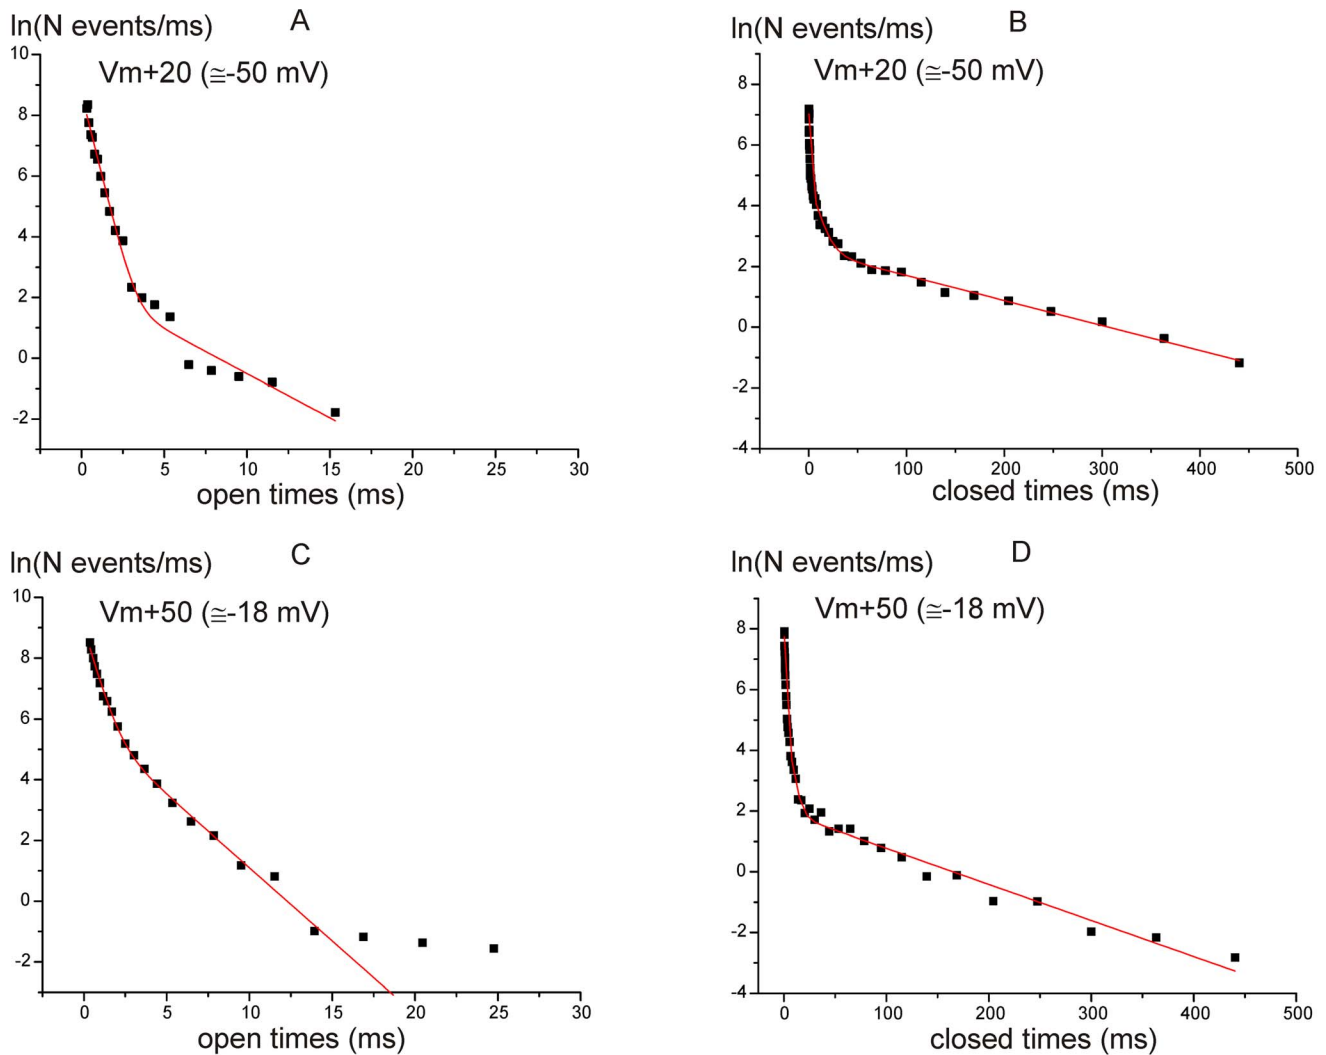 A
ln(N events/ms)
Vm+20 (≅-50 mV)
10
8
6
4
2
0
-2
0 5 10 15 20 25 30
open times (ms)
B
ln(N events/ms)
Vm+20 (≅-50 mV)
8
6
4
2
0
-2
-4
0 100 200 300 400 500
closed times (ms)
C
ln(N events/ms)
Vm+50 (≅-18 mV)
10
8
6
4
2
0
-2
0 5 10 15 20 25 30
open times (ms)
D
ln(N events/ms)
Vm+50 (≅-18 mV)
8
6
4
2
0
-2
-4
0 100 200 300 400 500
closed times (ms)